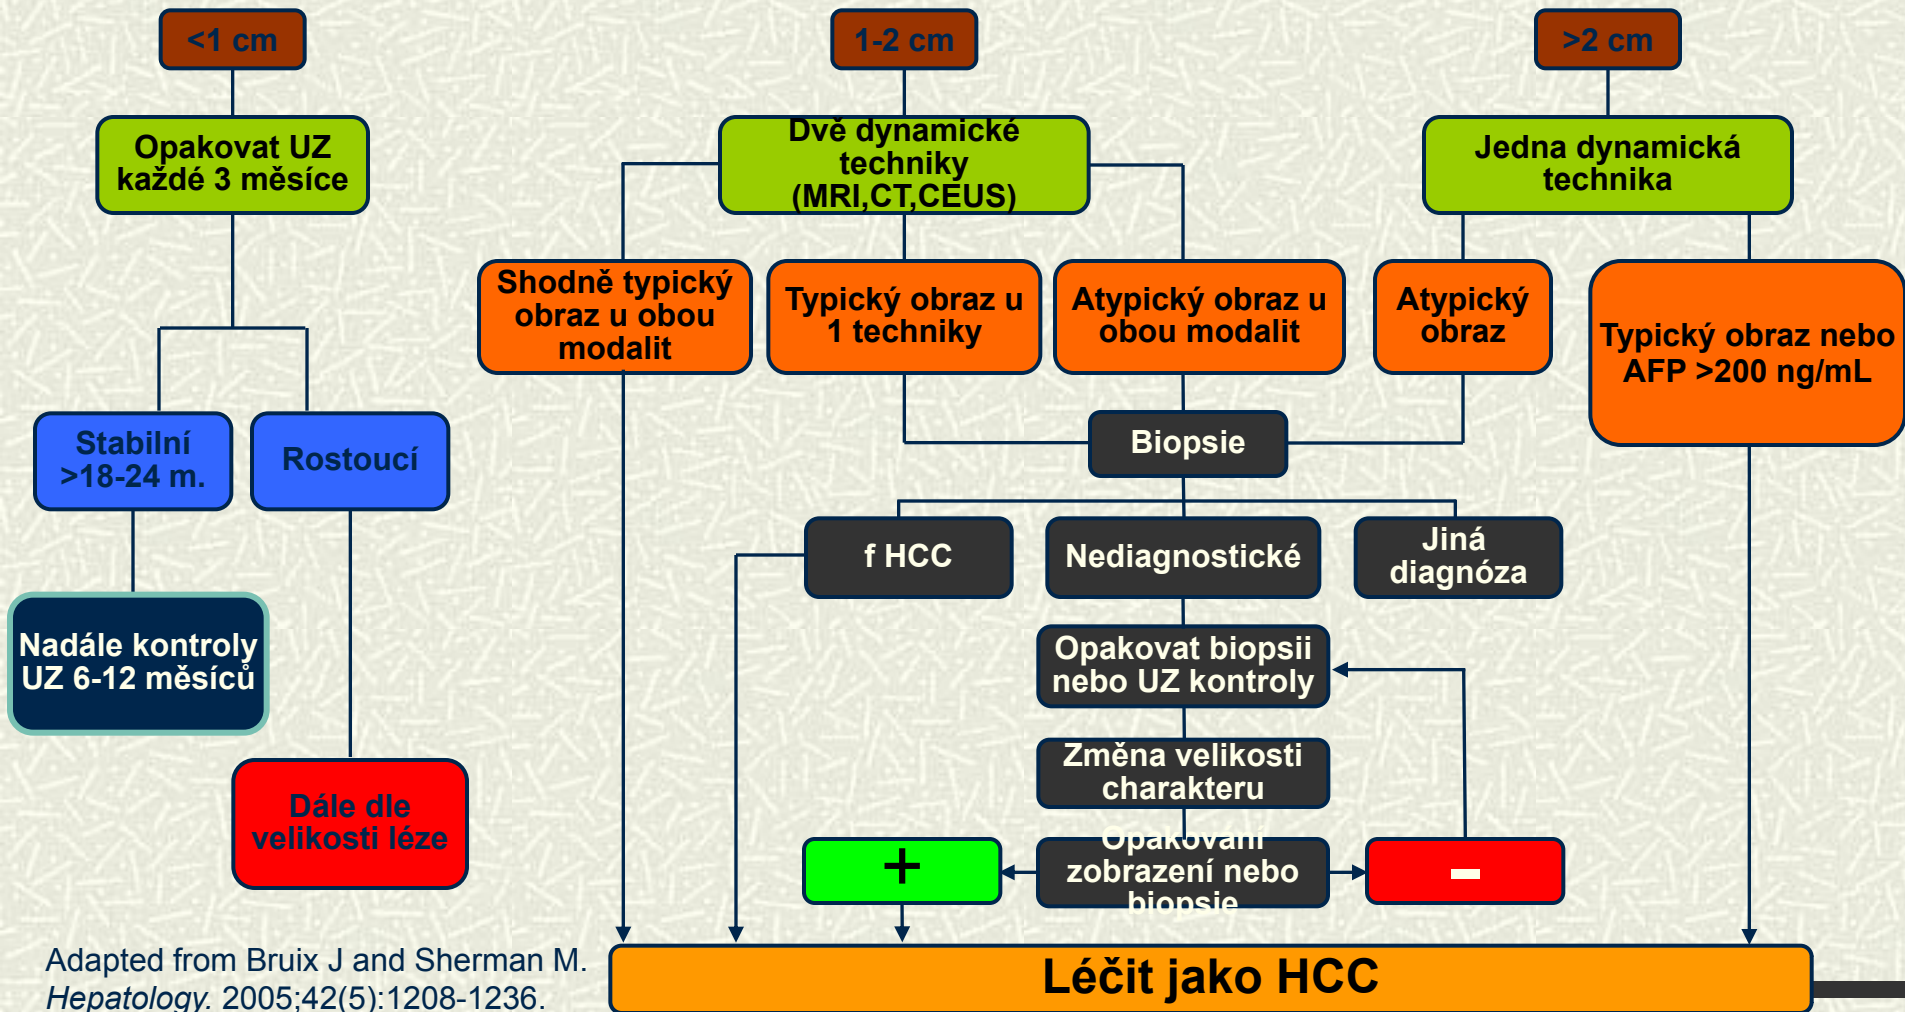 <1 cm
1-2 cm
>2 cm
Opakovat UZ
každé 3 měsíce
Dvě dynamické
techniky
(MRI,CT,CEUS)
Jedna dynamická
technika
Shodně typický
obraz u obou
modalit
Typický obraz u
1 techniky
Atypický obraz u
obou modalit
Atypický
obraz
Typický obraz nebo
AFP >200 ng/mL
Stabilní
>18-24 m.
Rostoucí
Biopsie
f HCC
Nediagnostické
Jiná
diagnóza
Nadále kontroly
UZ 6-12 měsíců
Opakovat biopsii
nebo UZ kontroly
Změna velikosti
charakteru
Dále dle
velikosti léze
+
Opakování
zobrazení nebo
biopsie
-
Léčit jako HCC
Adapted from Bruix J and Sherman M.
Hepatology. 2005;42(5):1208-1236.